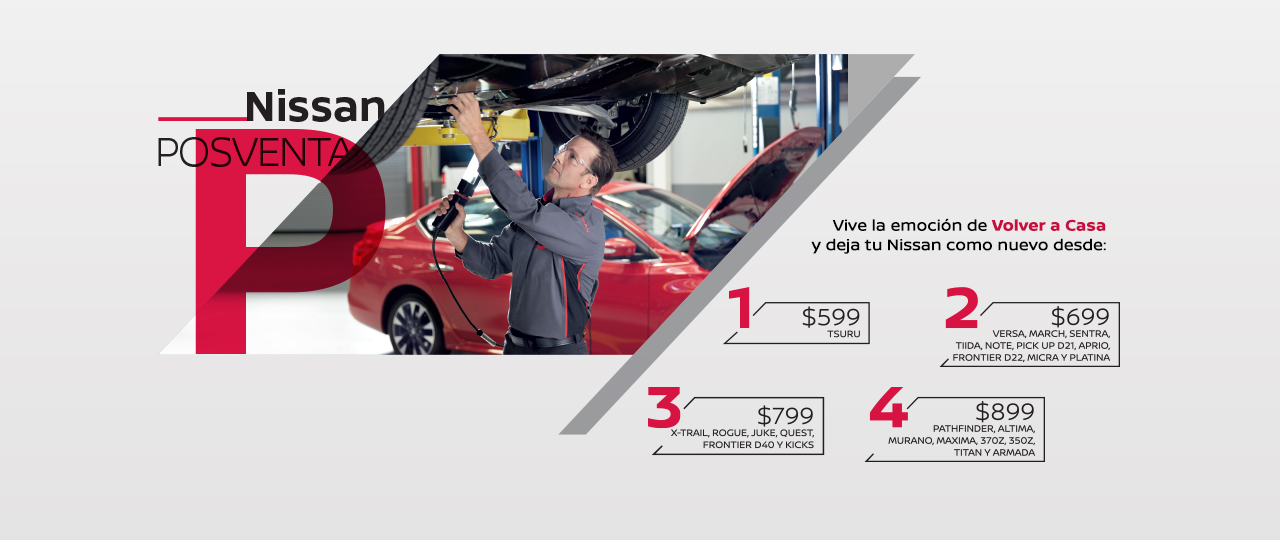 Nissan
POSVENTA
P
Vive la emoción de Volver a Casa
y deja tu Nissan como nuevo desde:
1
$599
TSURU
2
$699
VERSA, MARCH, SENTRA,
TIIDA, NOTE, PICK UP D21, APRIO,
FRONTIER D22, MICRA Y PLATINA
3
$799
X-TRAIL, ROGUE, JUKE, QUEST,
FRONTIER D40 Y KICKS
4
$899
PATHFINDER, ALTIMA,
MURANO, MAXIMA, 370Z, 350Z,
TITAN Y ARMADA